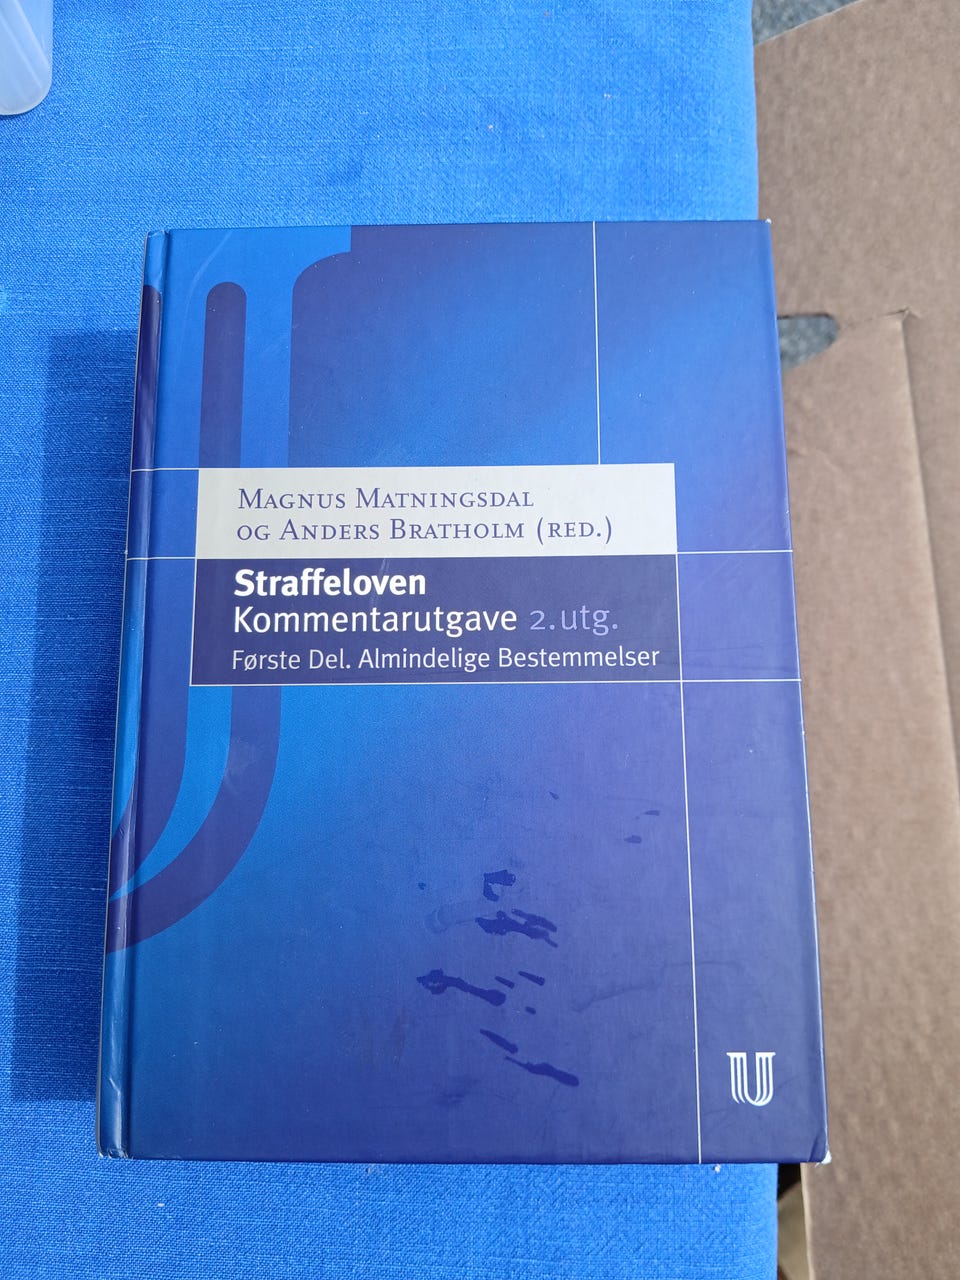 MAGNUS MATNINGSDAL
OG ANDERS BRATHOLM (RED.)
Straffeloven
Kommentarutgave 2.utg.
Første Del. Almindelige Bestemmelser
U